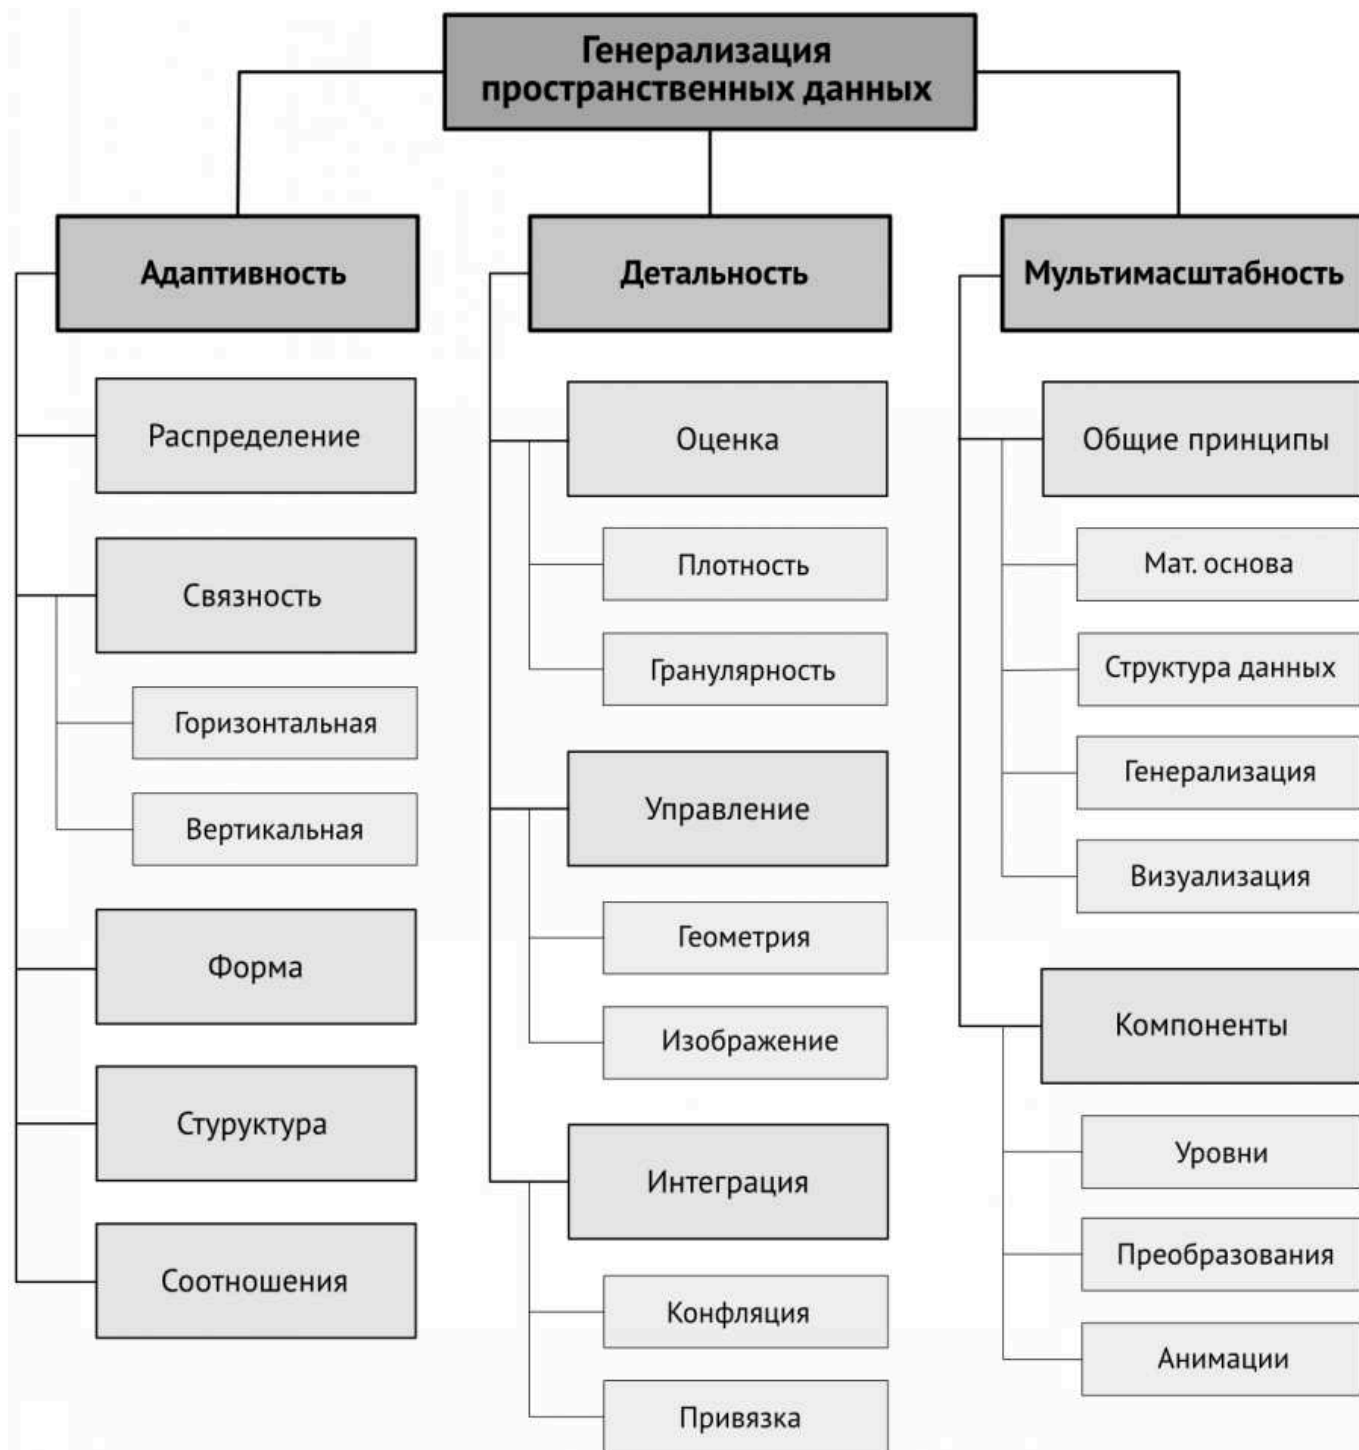 Генерализация
пространственных данных
Адаптивность
Распределение
Связность
Горизонтальная
Вертикальная
Форма
Стуруктура
Соотношения
Детальность
Оценка
Плотность
Гранулярность
Управление
Геометрия
Изображение
Интеграция
Конфляция
Привязка
Мультимасштабность
Общие принципы
Мат. основа
Структура данных
Генерализация
Визуализация
Компоненты
Уровни
Преобразования
Анимации